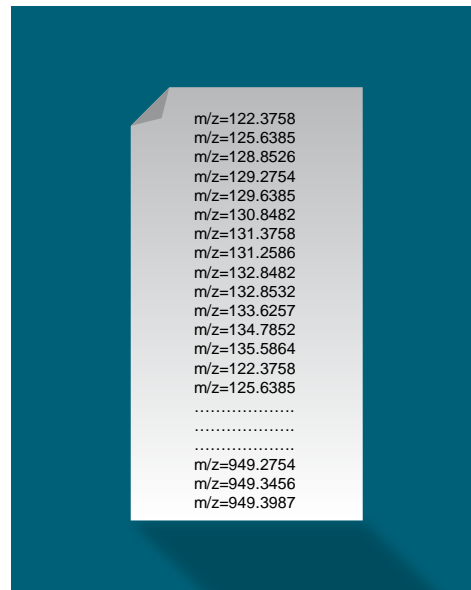 m/z=122.3758
m/z=125.6385
m/z=128.8526
m/z=129.2754
m/z=129.6385
m/z=130.8482
m/z=131.3758
m/z=131.2586
m/z=132.8482
m/z=132.8532
m/z=133.6257
m/z=134.7852
m/z=135.5864
m/z=122.3758
m/z=125.6385
……………….
……………….
……………….
m/z=949.2754
m/z=949.3456
m/z=949.3987